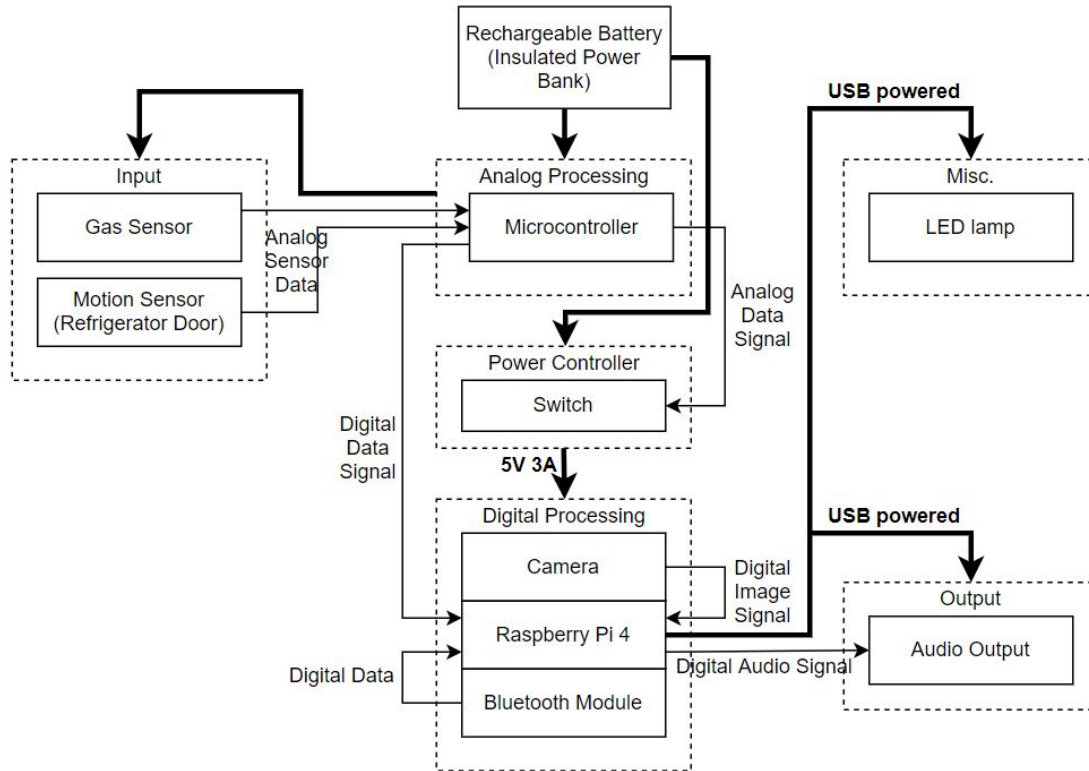 Rechargeable Battery
(Insulated Power
Bank)
USB powered
Input
Analog Processing
Misc.
Gas Sensor
Microcontroller
LED lamp
Analog
Sensor
Data
Motion Sensor
(Refrigerator Door)
Analog
Data
Signal
Power Controller
Switch
Digital
Data
Signal
5V 3A
Digital Processing
USB powered
Camera
Digital
Image
Signal
Output
Raspberry Pi 4
Audio Output
Digital Audio Signal
Digital Data
Bluetooth Module